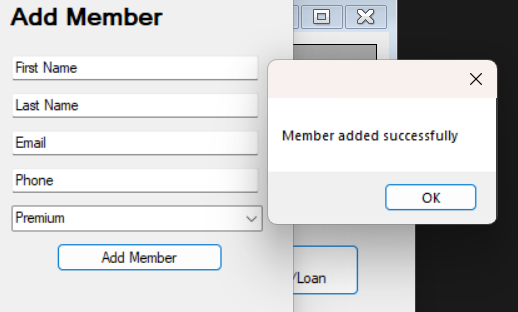 Add Member
First Name
Last Name
Email
Phone
Premium
Add Member
Member added successfully
OK
/Loan